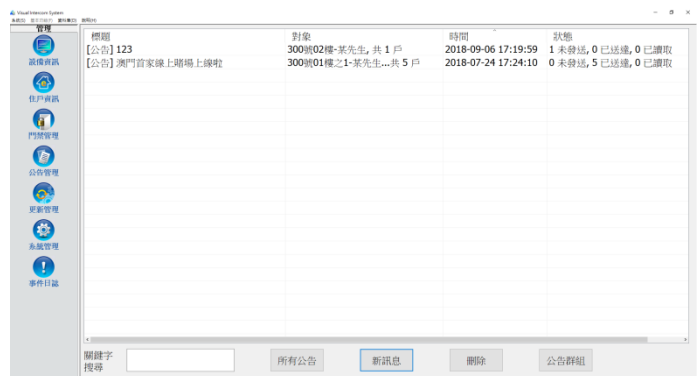 Visual Intercom System
管理
設備資訊
住戶資訊
門禁管理
公告管理
更新管理
系統管理
事件日誌
標題 對象 時間 狀態
[公告] 123 300號02樓-某先生, 共 1 戶 2018-09-06 17:19:59 1 未發送, 0 已送達, 0 已讀取
[公告] 澳門首家線上賭場上線啦 300號01樓之1-某先生...共 5 戶 2018-07-24 17:24:10 0 未發送, 5 已送達, 0 已讀取
關鍵字
搜尋
所有公告 新訊息 刪除 公告群組